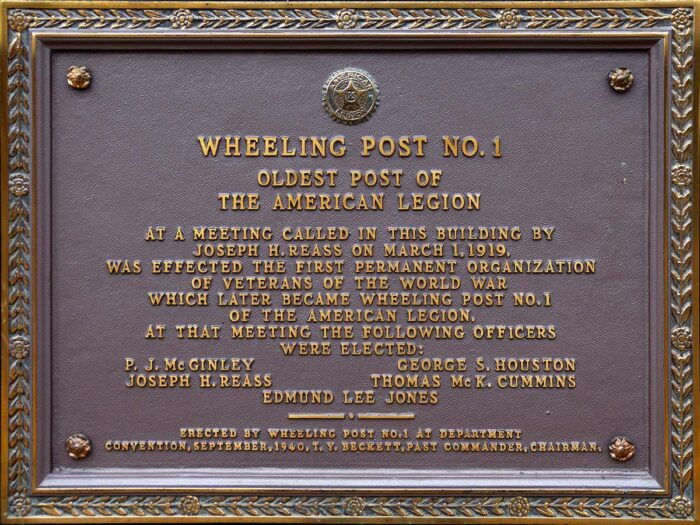 AMERICAN
US
LEGION
WHEELING POST NO. 1
OLDEST POST OF
THE AMERICAN LEGION
AT A MEETING CALLED IN THIS BUILDING BY
JOSEPH H. REASS ON MARCH 1, 1919,
WAS EFFECTED THE FIRST PERMANENT ORGANIZATION
OF VETERANS OF THE WORLD WAR
WHICH LATER BECAME WHEELING POST NO. 1
OF THE AMERICAN LEGION.
AT THAT MEETING THE FOLLOWING OFFICERS
WERE ELECTED:
P. J. McGINLEY GEORGE S. HOUSTON
JOSEPH H. REASS THOMAS McK. CUMMINS
EDMUND LEE JONES
ERECTED BY WHEELING POST NO. 1 AT DEPARTMENT
CONVENTION, SEPTEMBER, 1940, T. Y. BECKETT, PAST COMMANDER, CHAIRMAN.